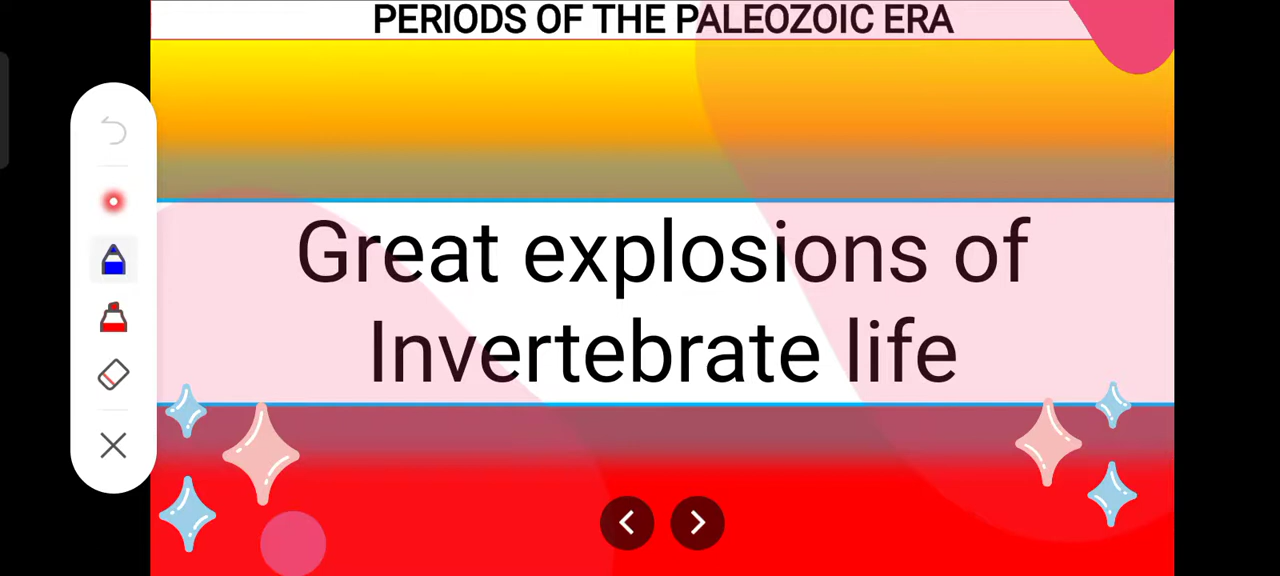 PERIODS OF THE PALEOZOIC ERA
Great explosions of
Invertebrate life